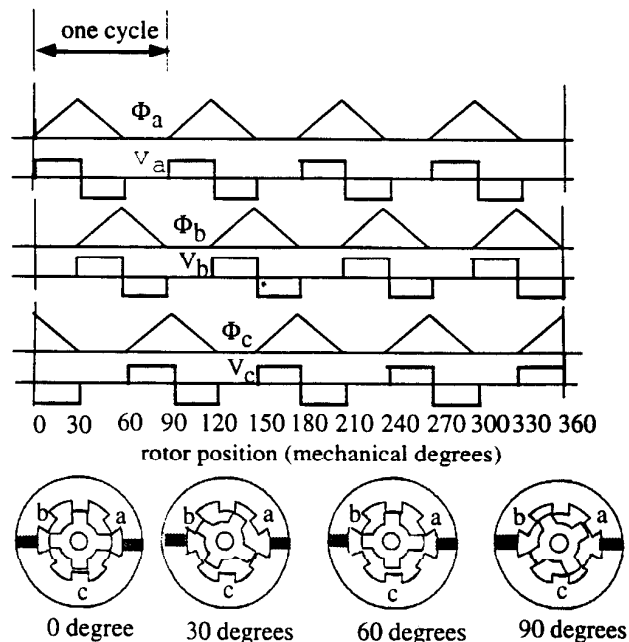 one cycle
Φa
Va
Φb
Vb
Φc
Vc
0 30 60 90 120 150 180 210 240 270 300 330 360
rotor position (mechanical degrees)
b a b a b a b a
c c c c
0 degree 30 degrees 60 degrees 90 degrees